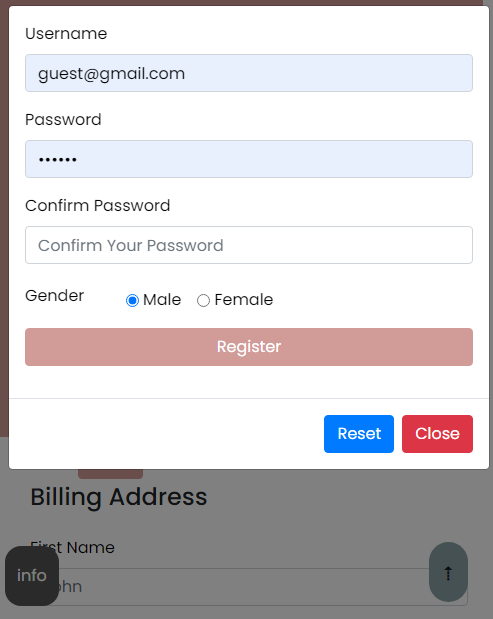 Username
guest@gmail.com
Password
••••••
Confirm Password
Confirm Your Password
Gender Male Female
Register
Reset Close
Billing Address
First Name
info